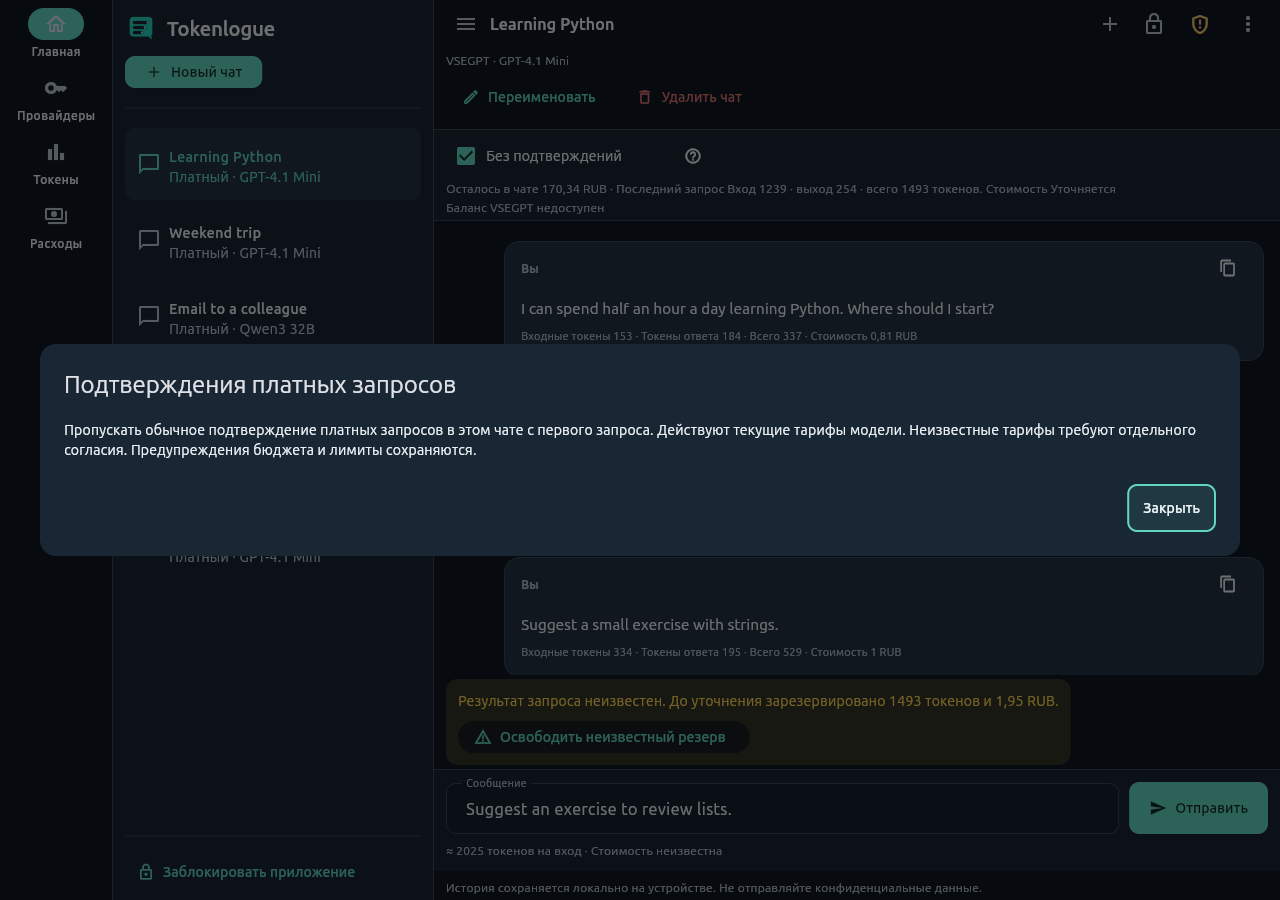 Главная
Провайдеры
Токены
Расходы
Tokenlogue
Новый чат
Learning Python
Платный · GPT-4.1 Mini
Weekend trip
Платный · GPT-4.1 Mini
Email to a colleague
Платный · Qwen3 32B
Платный · GPT-4.1 Mini
Заблокировать приложение
Learning Python
VSEGPT · GPT-4.1 Mini
Переименовать
Удалить чат
Без подтверждений
Осталось в чате 170,34 RUB · Последний запрос Вход 1239 · выход 254 · всего 1493 токенов. Стоимость Уточняется
Баланс VSEGPT недоступен
Вы
I can spend half an hour a day learning Python. Where should I start?
Входные токены 153 · Токены ответа 184 · Всего 337 · Стоимость 0,81 RUB
Подтверждения платных запросов
Пропускать обычное подтверждение платных запросов в этом чате с первого запроса. Действуют текущие тарифы модели. Неизвестные тарифы требуют отдельного
согласия. Предупреждения бюджета и лимиты сохраняются.
Закрыть
Вы
Suggest a small exercise with strings.
Входные токены 334 · Токены ответа 195 · Всего 529 · Стоимость 1 RUB
Результат запроса неизвестен. До уточнения зарезервировано 1493 токенов и 1,95 RUB.
Освободить неизвестный резерв
Сообщение
Suggest an exercise to review lists.
Отправить
≈ 2025 токенов на вход · Стоимость неизвестна
История сохраняется локально на устройстве. Не отправляйте конфиденциальные данные.